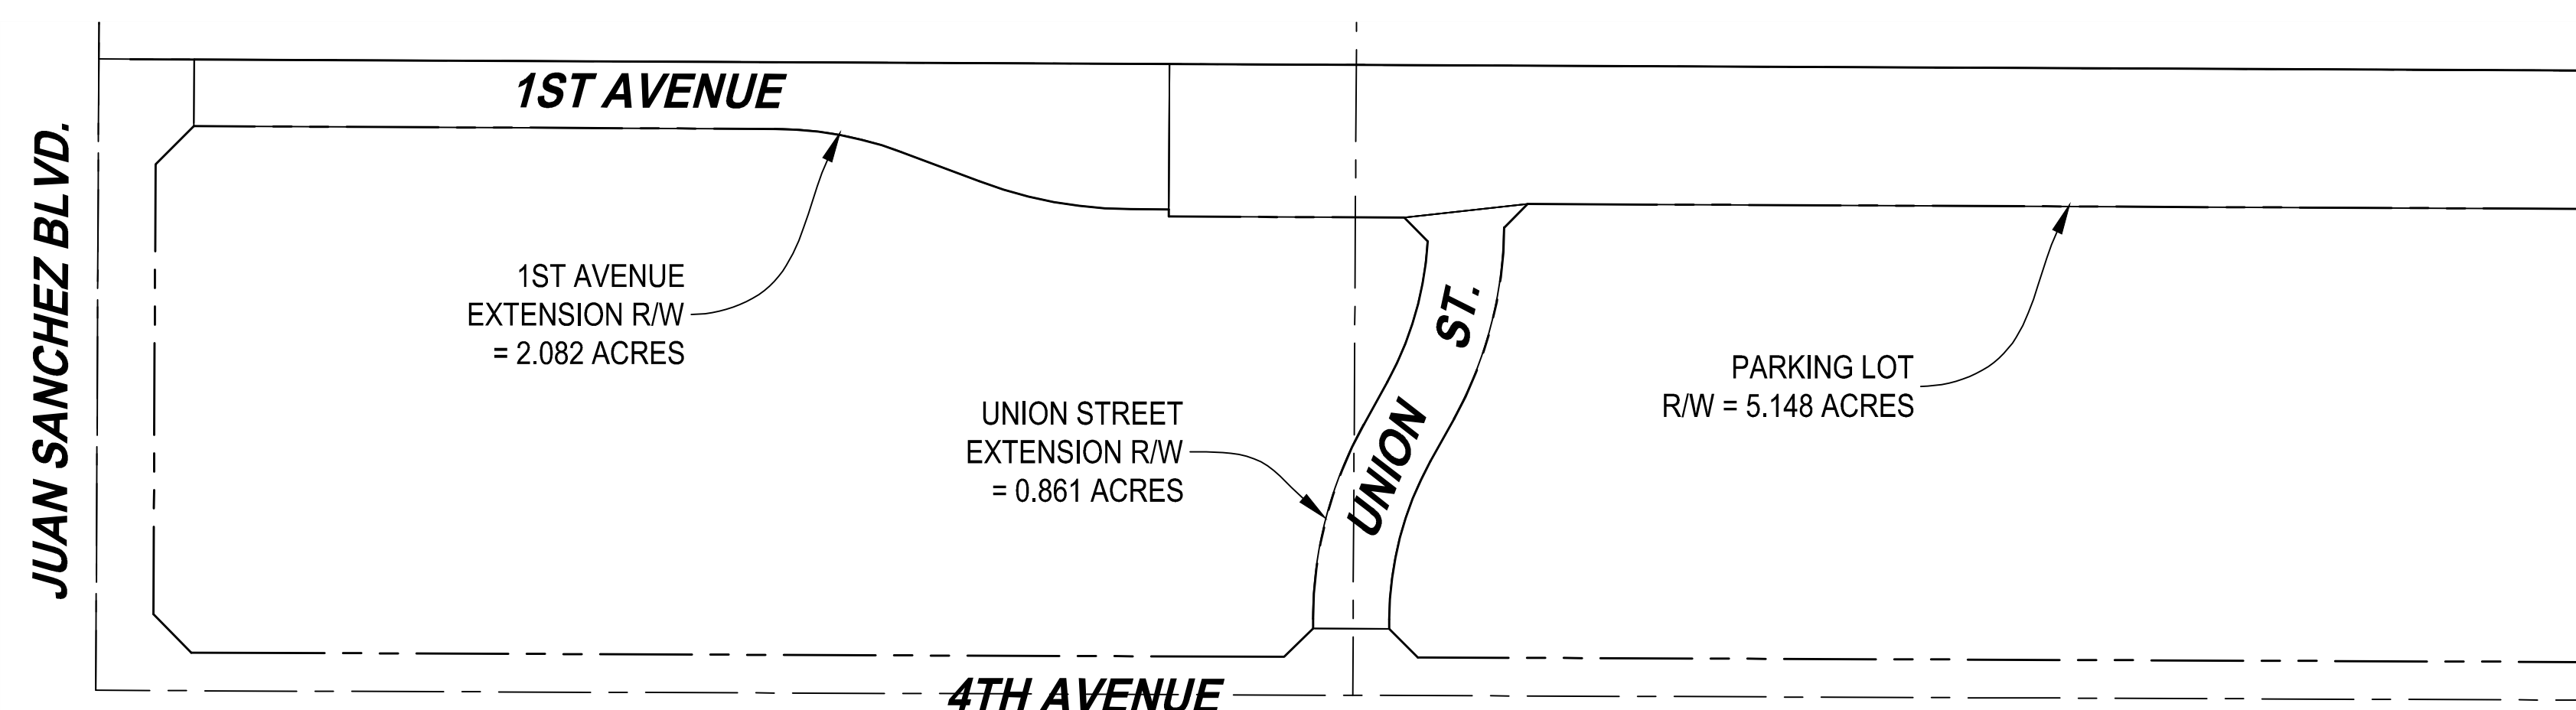 1ST AVENUE
JUAN SANCHEZ BLVD.
1ST AVENUE
EXTENSION R/W
= 2.082 ACRES
UNION ST.
PARKING LOT
R/W = 5.148 ACRES
UNION STREET
EXTENSION R/W
= 0.861 ACRES
4TH AVENUE